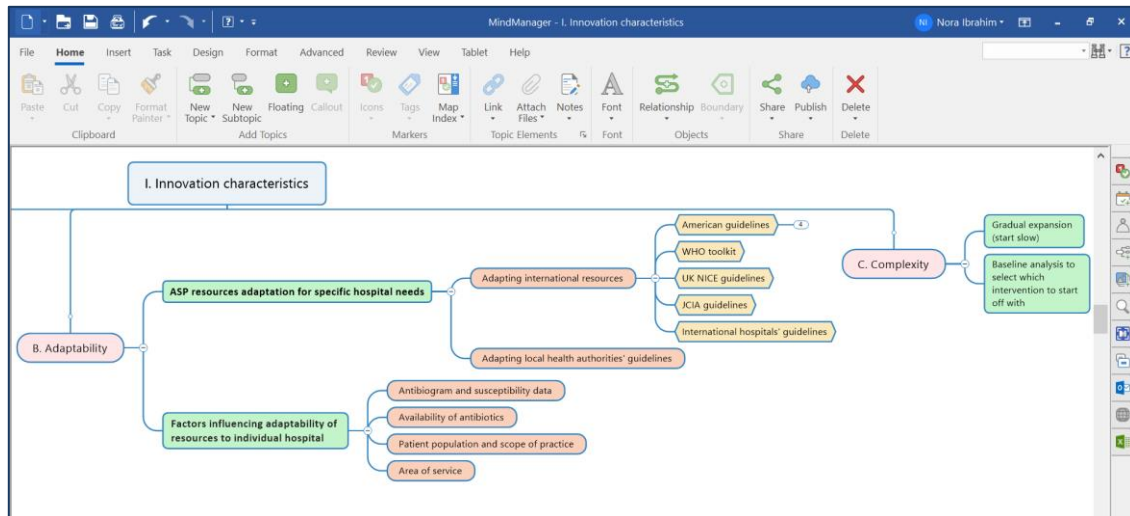 MindManager - I. Innovation characteristics
NI Nora Ibrahim
File Home Insert Task Design Format Advanced Review View Tablet Help
Paste Cut Copy Format Painter
New Topic New Subtopic Floating Callout
Icons Tags Map Index
Link Attach Files Notes
Font
Relationship Boundary
Share Publish
Delete
Clipboard Add Topics Markers Topic Elements Font Objects Share Delete
I. Innovation characteristics
B. Adaptability
ASP resources adaptation for specific hospital needs
Adapting international resources
American guidelines
4
WHO toolkit
UK NICE guidelines
JCIA guidelines
International hospitals' guidelines
Adapting local health authorities' guidelines
Factors influencing adaptability of
resources to individual hospital
Antibiogram and susceptibility data
Availability of antibiotics
Patient population and scope of practice
Area of service
C. Complexity
Gradual expansion
(start slow)
Baseline analysis to
select which
intervention to start
off with